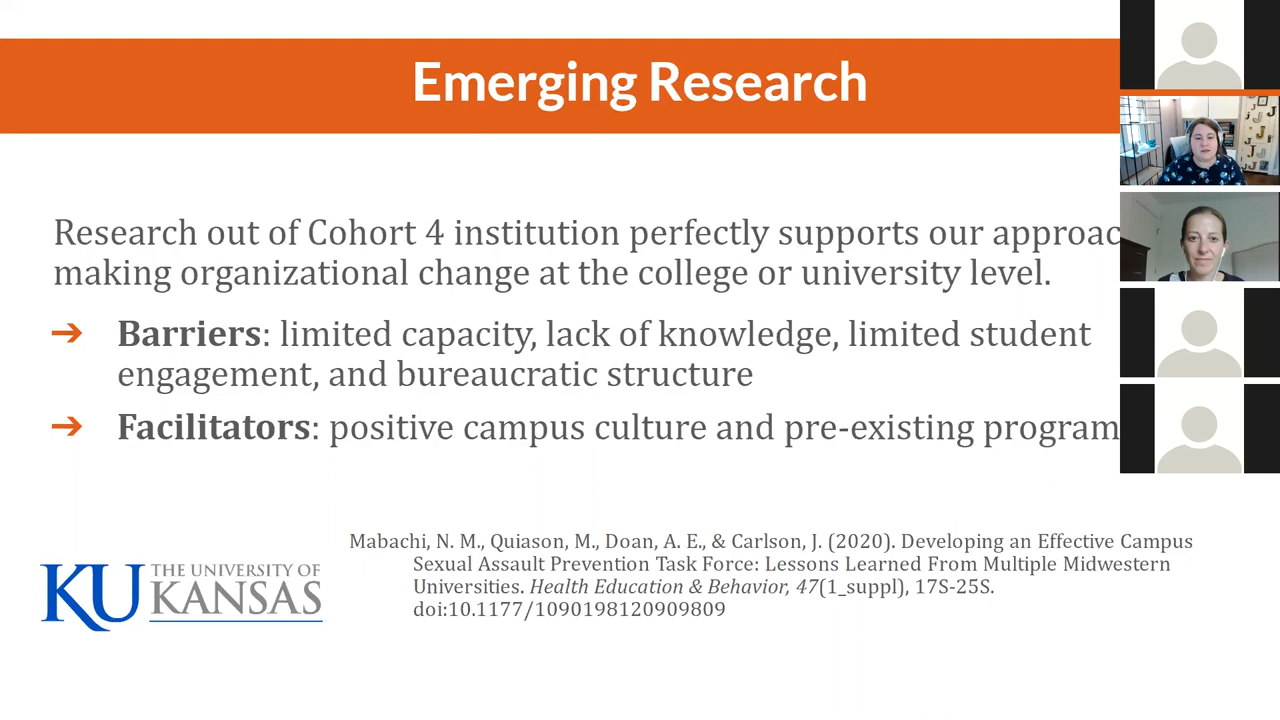 Emerging Research
Research out of Cohort 4 institution perfectly supports our approac
making organizational change at the college or university level.
➔ Barriers: limited capacity, lack of knowledge, limited student
engagement, and bureaucratic structure
➔ Facilitators: positive campus culture and pre-existing program
Mabachi, N. M., Quiason, M., Doan, A. E., & Carlson, J. (2020). Developing an Effective Campus
Sexual Assault Prevention Task Force: Lessons Learned From Multiple Midwestern
Universities. Health Education & Behavior, 47(1_suppl), 17S-25S.
doi:10.1177/1090198120909809
KU THE UNIVERSITY OF
KANSAS